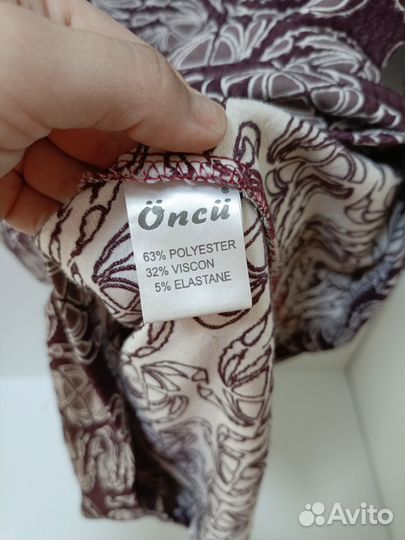 Öncü®
63% POLYESTER
32% VISCON
5% ELASTANE
Avito